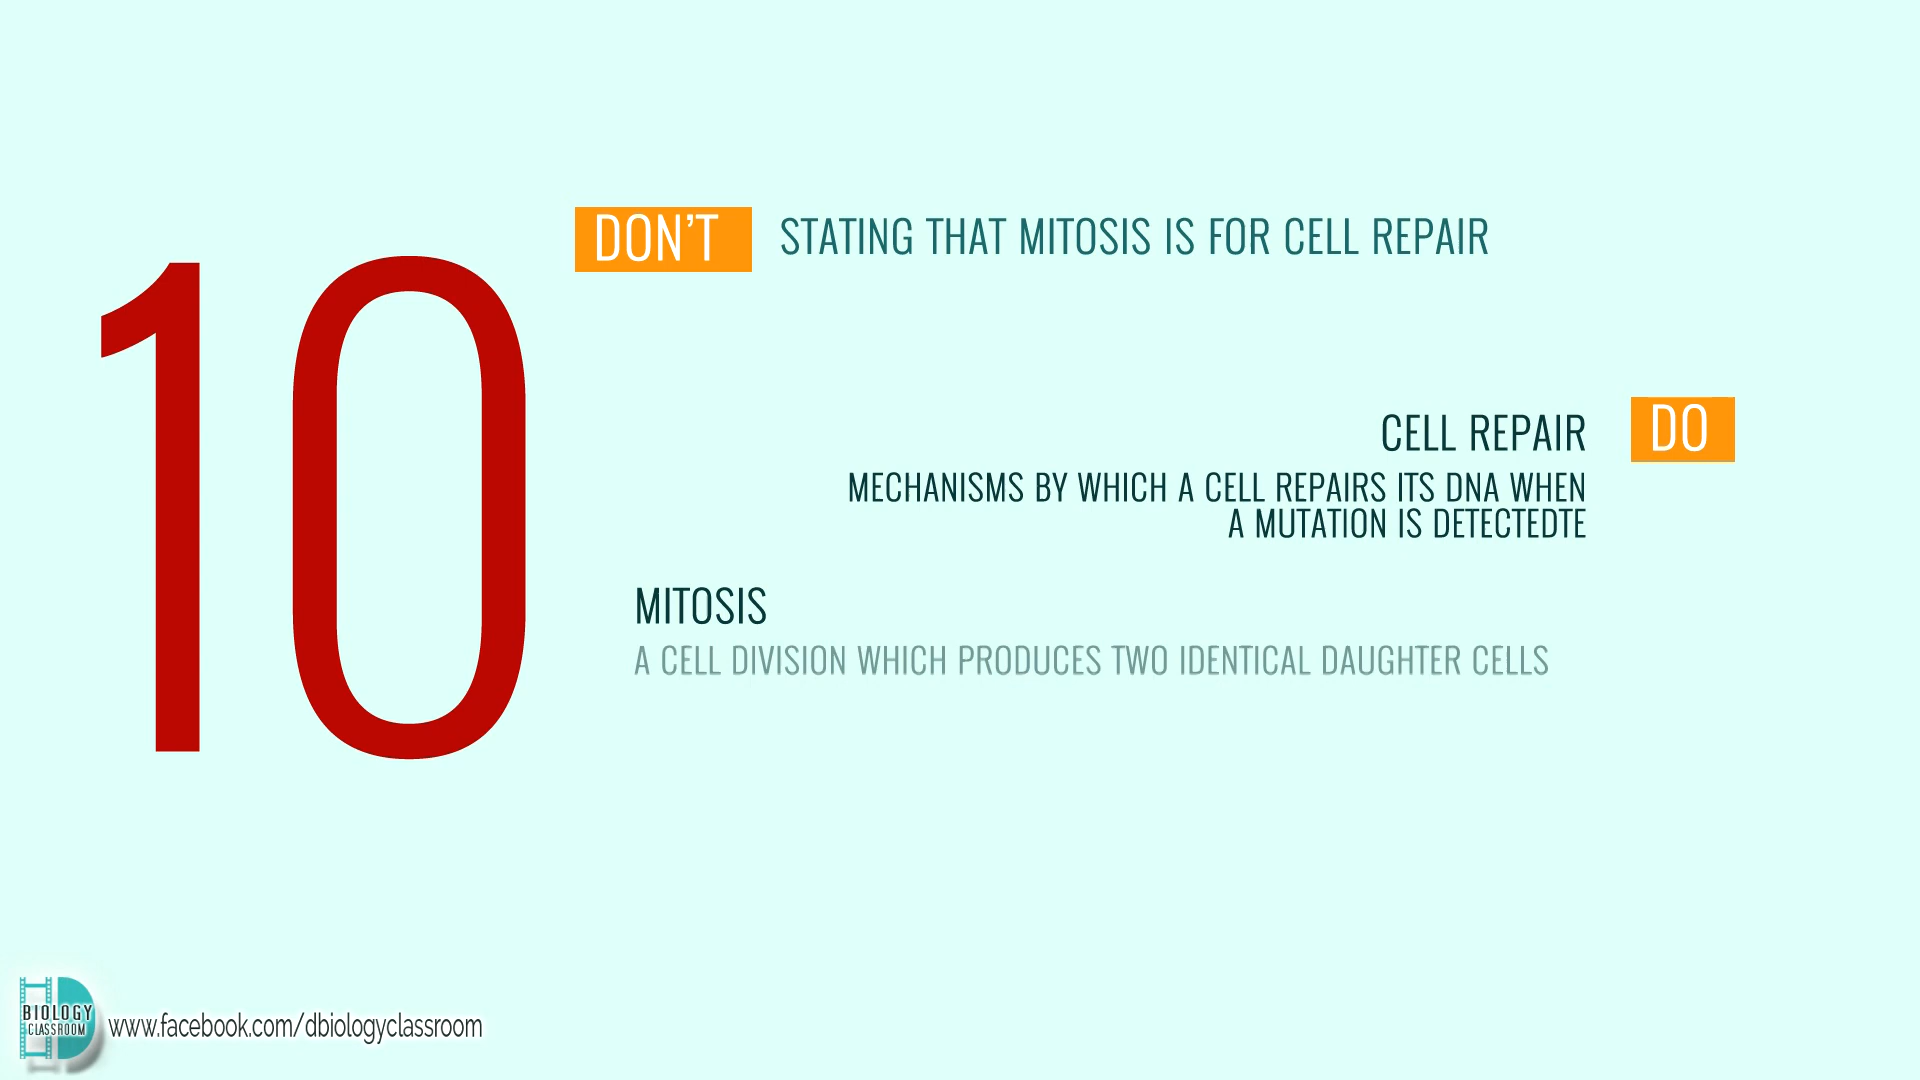 10
DON'T STATING THAT MITOSIS IS FOR CELL REPAIR
CELL REPAIR DO
MECHANISMS BY WHICH A CELL REPAIRS ITS DNA WHEN
A MUTATION IS DETECTEDTE
MITOSIS
A CELL DIVISION WHICH PRODUCES TWO IDENTICAL DAUGHTER CELLS
BIOLOGY
CLASSROOM
www.facebook.com/dbiologyclassroom